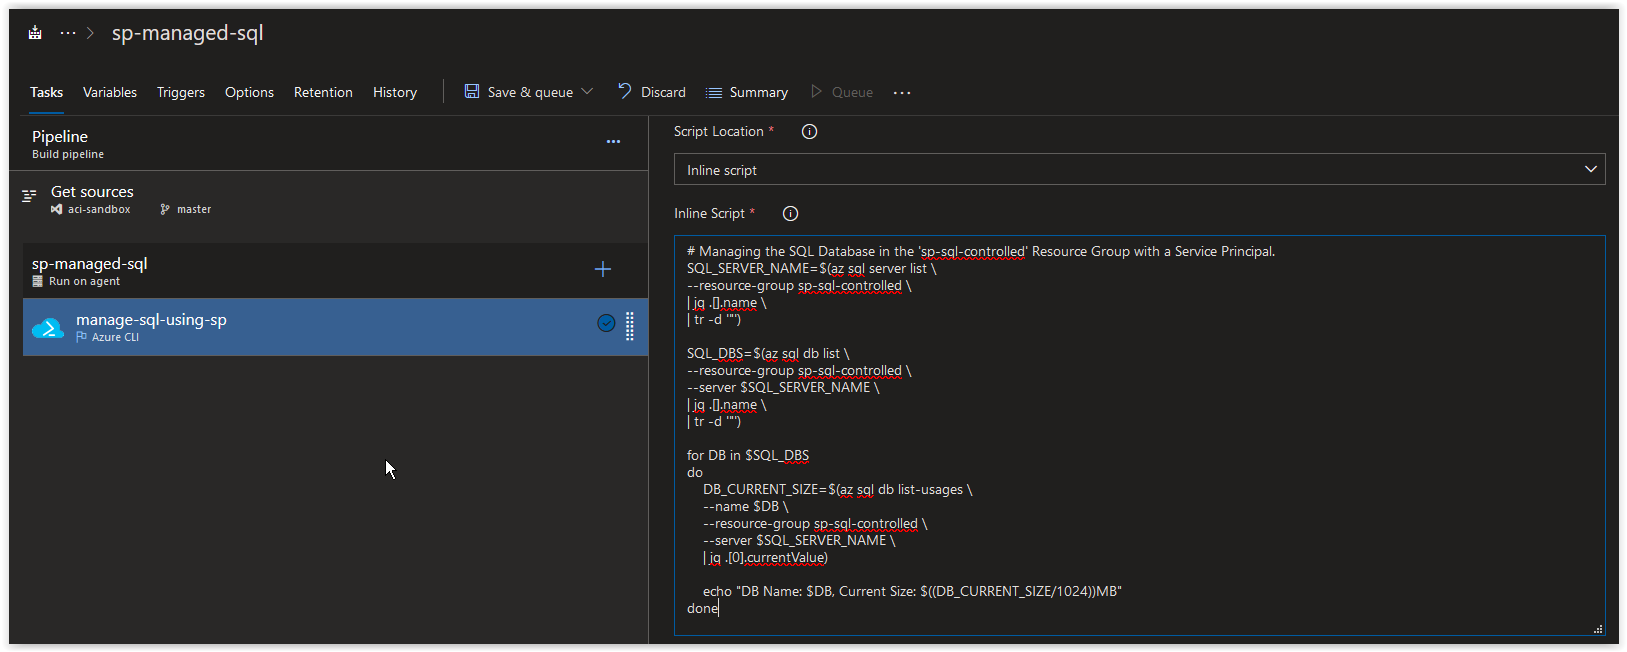 sp-managed-sql
Tasks Variables Triggers Options Retention History Save & queue Discard Summary Queue
Pipeline
Build pipeline
Get sources
aci-sandbox master
sp-managed-sql
Run on agent
manage-sql-using-sp
Azure CLI
Script Location *
Inline script
Inline Script *
# Managing the SQL Database in the 'sp-sql-controlled' Resource Group with a Service Principal.
SQL_SERVER_NAME=$(az sql server list \
--resource-group sp-sql-controlled \
| jq .[].name \
| tr -d '"')
SQL_DBS=$(az sql db list \
--resource-group sp-sql-controlled \
--server $SQL_SERVER_NAME \
| jq .[].name \
| tr -d '"')
for DB in $SQL_DBS
do
DB_CURRENT_SIZE=$(az sql db list-usages \
--name $DB \
--resource-group sp-sql-controlled \
--server $SQL_SERVER_NAME \
| jq .[0].currentValue)
echo "DB Name: $DB, Current Size: $((DB_CURRENT_SIZE/1024))MB"
done